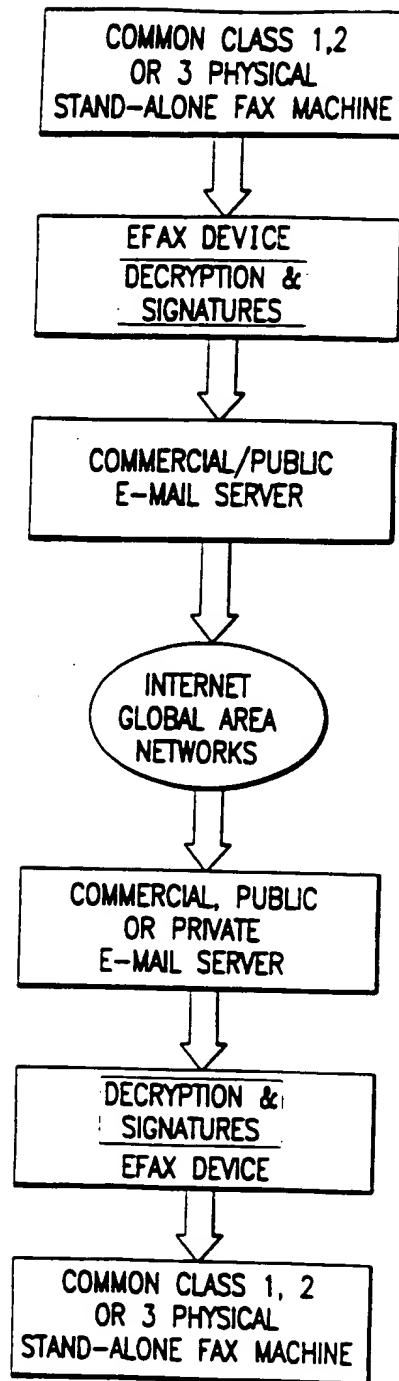 COMMON CLASS 1,2
OR 3 PHYSICAL
STAND-ALONE FAX MACHINE
EFAX DEVICE
DECRYPTION &
SIGNATURES
COMMERCIAL/PUBLIC
E-MAIL SERVER
INTERNET
GLOBAL AREA
NETWORKS
COMMERCIAL, PUBLIC
OR PRIVATE
E-MAIL SERVER
DECRYPTION &
SIGNATURES
EFAX DEVICE
COMMON CLASS 1, 2
OR 3 PHYSICAL
STAND-ALONE FAX MACHINE